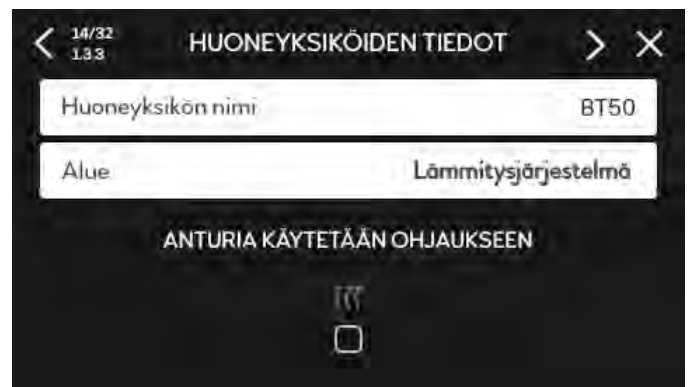 14/32
1.3.3
HUONEYKSIKÖIDEN TIEDOT
Huoneyksikön nimi BT50
Alue Lämmitysjärjestelmä
ANTURIA KÄYTETÄÄN OHJAUKSEEN